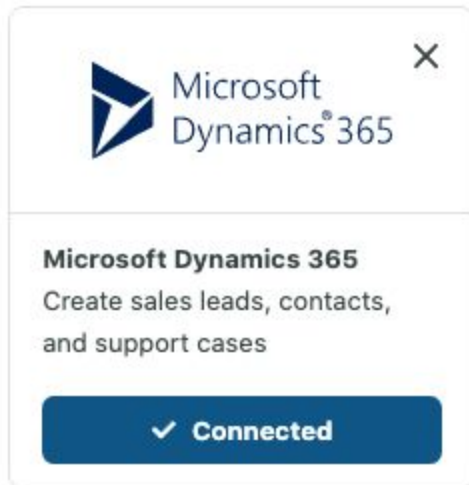 Microsoft
Dynamics® 365
Microsoft Dynamics 365
Create sales leads, contacts,
and support cases
Connected